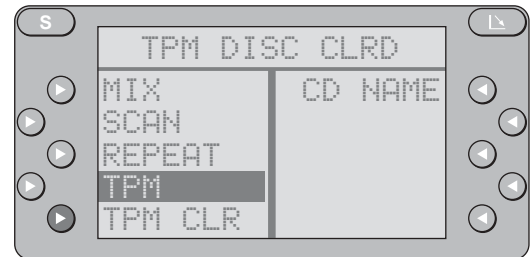 S
TPM DISC CLRD
MIX CD NAME
SCAN
REPEAT
TPM
TPM CLR